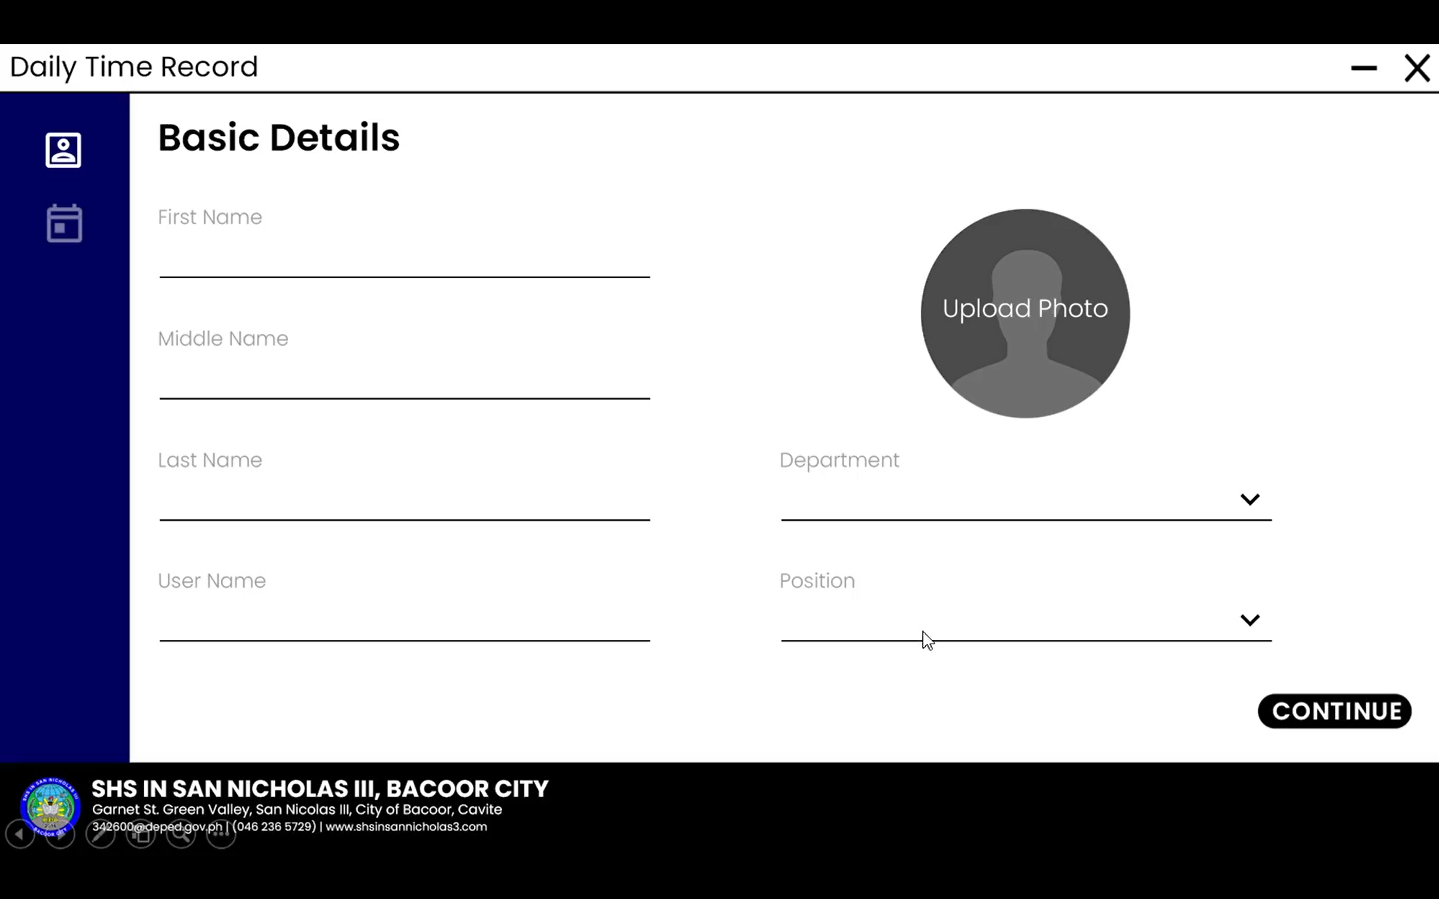 Daily Time Record
Basic Details
First Name
Middle Name
Last Name
User Name
Upload Photo
Department
Position
CONTINUE
SHS IN SAN NICHOLAS III, BACOOR CITY
Garnet St. Green Valley, San Nicolas III, City of Bacoor, Cavite
342600@deped.gov.ph | (046 236 5729) | www.shsinsannicholas3.com